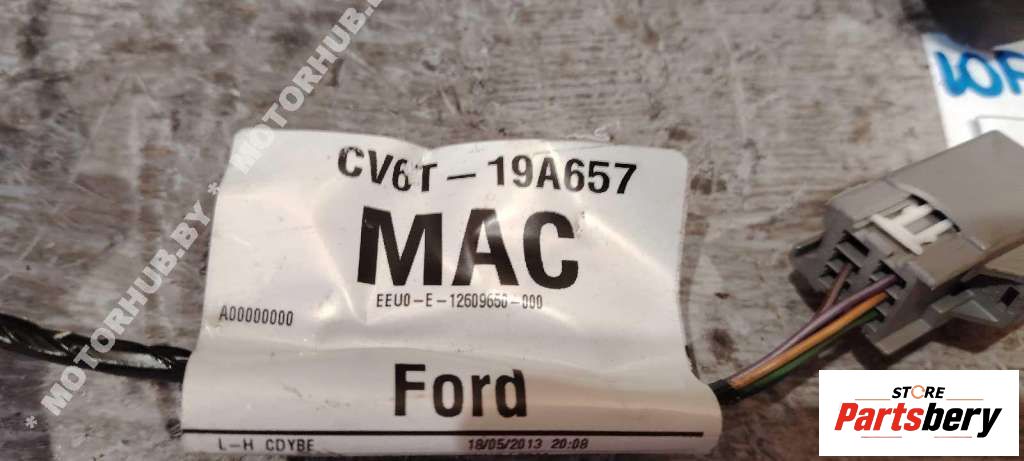 * MOTORHUB.BY * MOTORHUB.BY
CV6T-19A657
MAC
EEU0-E-12609650-000
A00000000
Ford
L-H CDYBE 18/05/2013 20:08
STORE
Partsbery